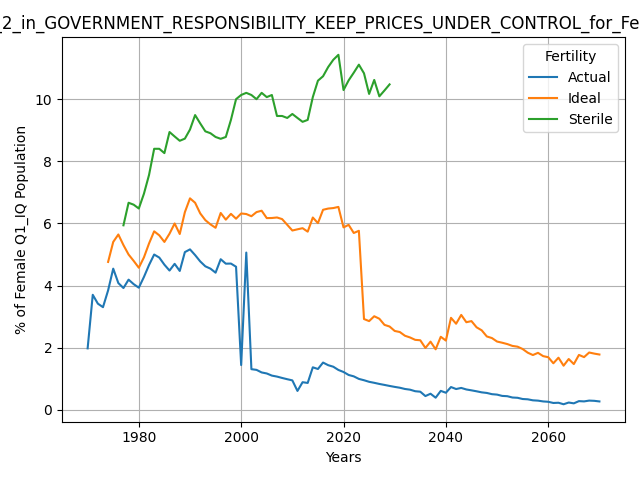 _2_in_GOVERNMENT_RESPONSIBILITY_KEEP_PRICES_UNDER_CONTROL_for_Fe
Fertility
Actual
Ideal
Sterile
% of Female Q1_IQ Population
10
8
6
4
2
0
1980 2000 2020 2040 2060
Years